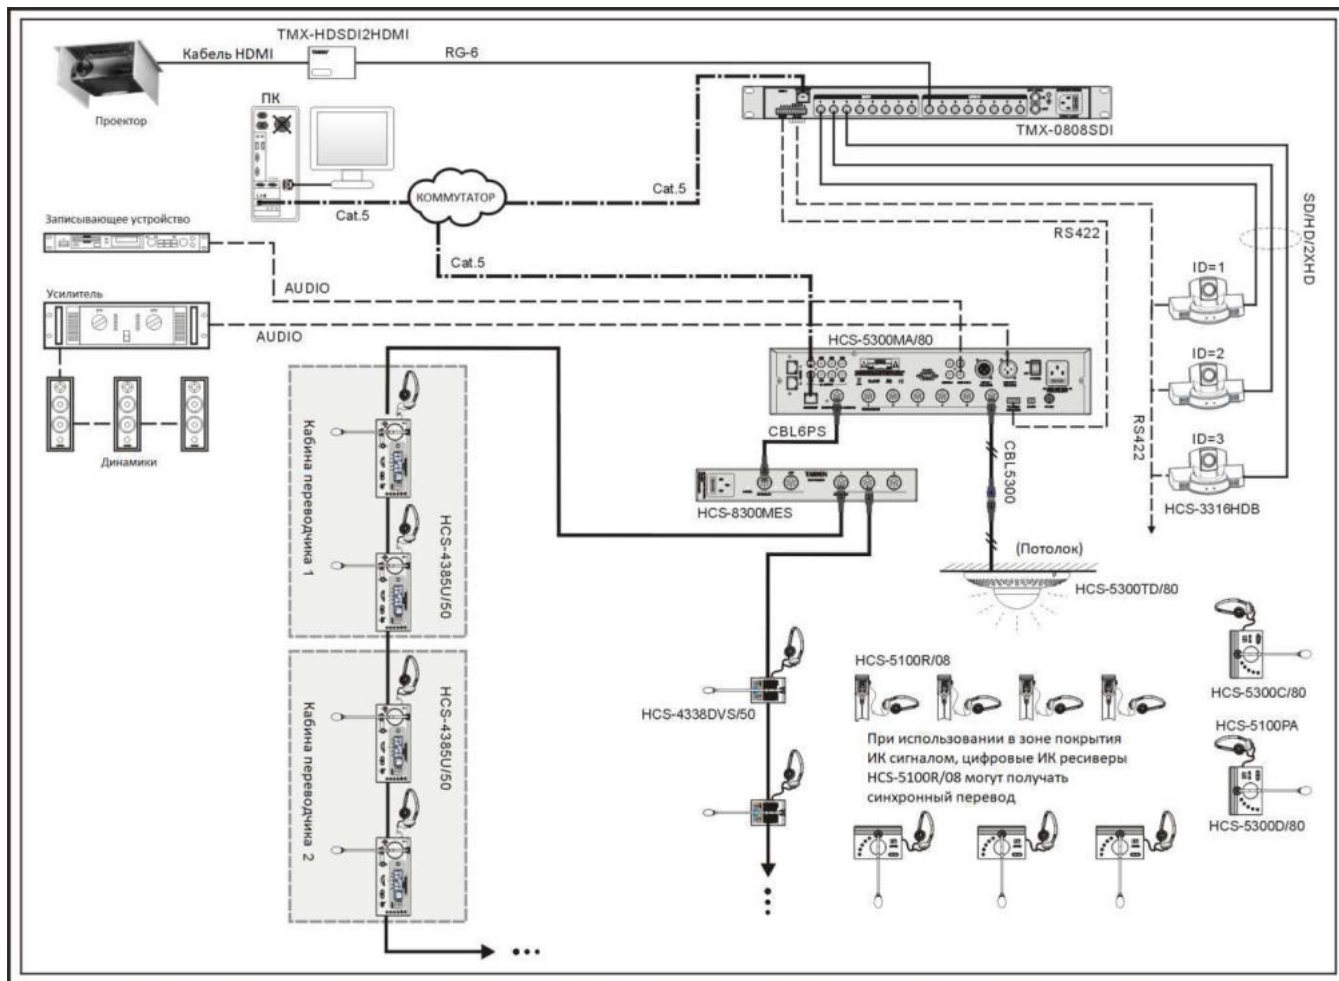 TMX-HDSDI2HDMI
Кабель HDMI
RG-6
Проектор
ПК
TMX-0808SDI
КОММУТАТОР
Cat.5
Cat.5
Записывающее устройство
RS422
SD/HD/2XHD
Cat.5
ID=1
AUDIO
Усилитель
AUDIO
HCS-5300MA/80
ID=2
RS422
Динамики
CBL6PS
CBL5300
ID=3
TAIDEN
HCS-8300MES
HCS-3316HDB
Кабина переводчика 1
HCS-4385U/50
(Потолок)
HCS-5300TD/80
HCS-5100R/08
HCS-5300C/80
HCS-4338DVS/50
Кабина переводчика 2
HCS-4385U/50
HCS-5100PA
При использовании в зоне покрытия
ИК сигналом, цифровые ИК ресиверы
HCS-5100R/08 могут получать
синхронный перевод
HCS-5300D/80